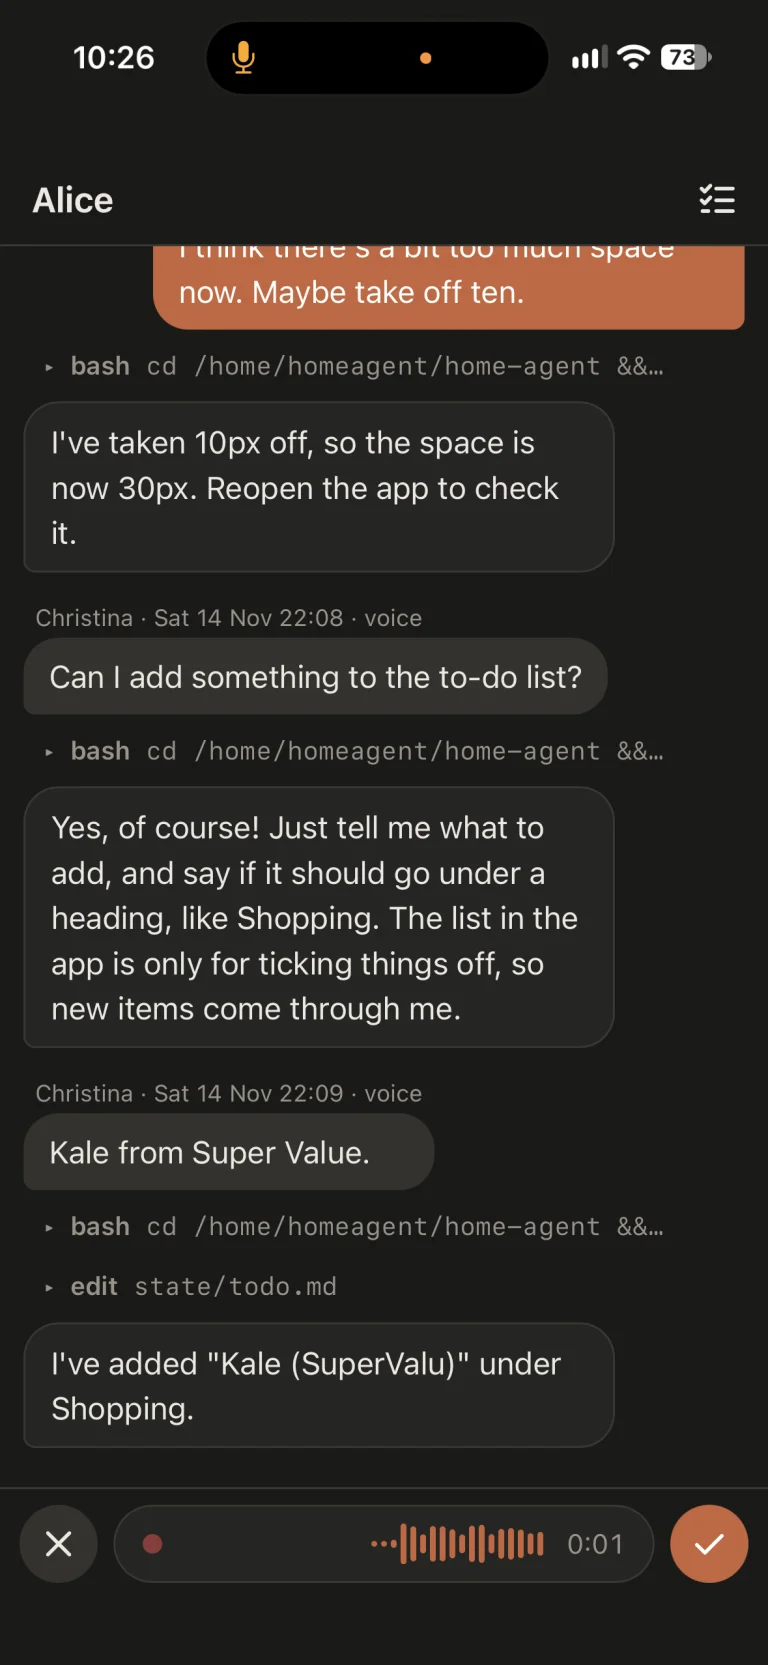 10:26
73
Alice
I think there's a bit too much space
now. Maybe take off ten.
▸ bash cd /home/homeagent/home-agent &&…
I've taken 10px off, so the space is
now 30px. Reopen the app to check
it.
Christina · Sat 14 Nov 22:08 · voice
Can I add something to the to-do list?
▸ bash cd /home/homeagent/home-agent &&…
Yes, of course! Just tell me what to
add, and say if it should go under a
heading, like Shopping. The list in the
app is only for ticking things off, so
new items come through me.
Christina · Sat 14 Nov 22:09 · voice
Kale from Super Value.
▸ bash cd /home/homeagent/home-agent &&…
▸ edit state/todo.md
I've added "Kale (SuperValu)" under
Shopping.
0:01